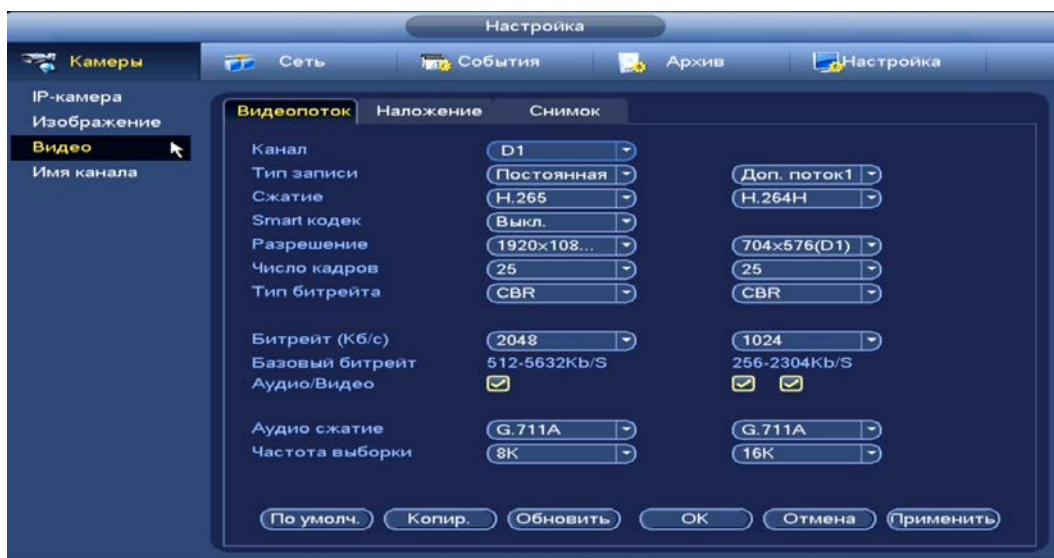 Настройка
Камеры Сеть События Архив Настройка
IP-камера
Изображение
Видео
Имя канала
Видеопоток Наложение Снимок
Канал D1
Тип записи Постоянная Доп. поток1
Сжатие H.265 H.264H
Smart кодек Выкл.
Разрешение 1920x108... 704x576(D1)
Число кадров 25 25
Тип битрейта CBR CBR
Битрейт (Кб/с) 2048 1024
Базовый битрейт 512-5632Kb/S 256-2304Kb/S
Аудио/Видео
Аудио сжатие G.711A G.711A
Частота выборки 8K 16K
По умолч. Копир. Обновить OK Отмена Применить